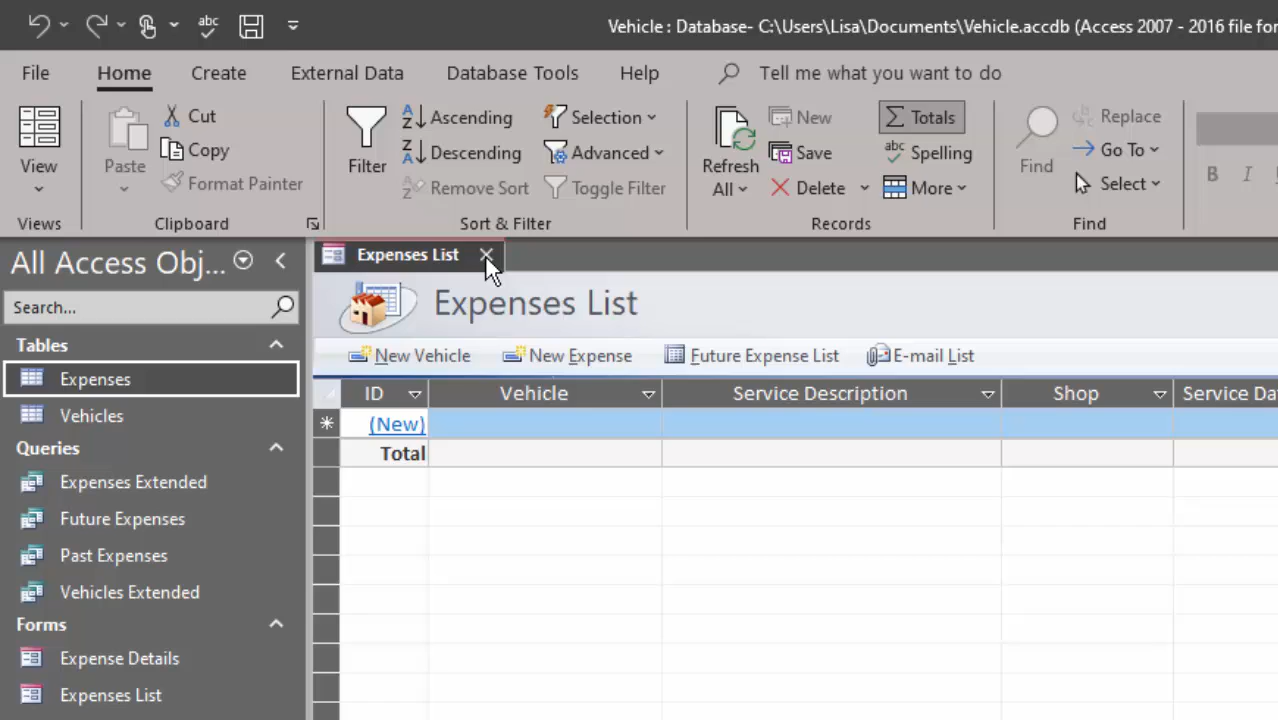 Vehicle : Database- C:\Users\Lisa\Documents\Vehicle.accdb (Access 2007 - 2016 file for
File Home Create External Data Database Tools Help Tell me what you want to do
View
Views
Paste
Cut
Copy
Format Painter
Clipboard
Filter
Ascending
Descending
Remove Sort
Selection
Advanced
Toggle Filter
Sort & Filter
Refresh
All
New
Save
Delete
Totals
Spelling
More
Records
Find
Replace
Go To
Select
Find
B I
All Access Obj...
Search...
Tables
Expenses
Vehicles
Queries
Expenses Extended
Future Expenses
Past Expenses
Vehicles Extended
Forms
Expense Details
Expenses List
Expenses List
Expenses List
New Vehicle New Expense Future Expense List E-mail List
ID Vehicle Service Description Shop Service Da
(New)
Total